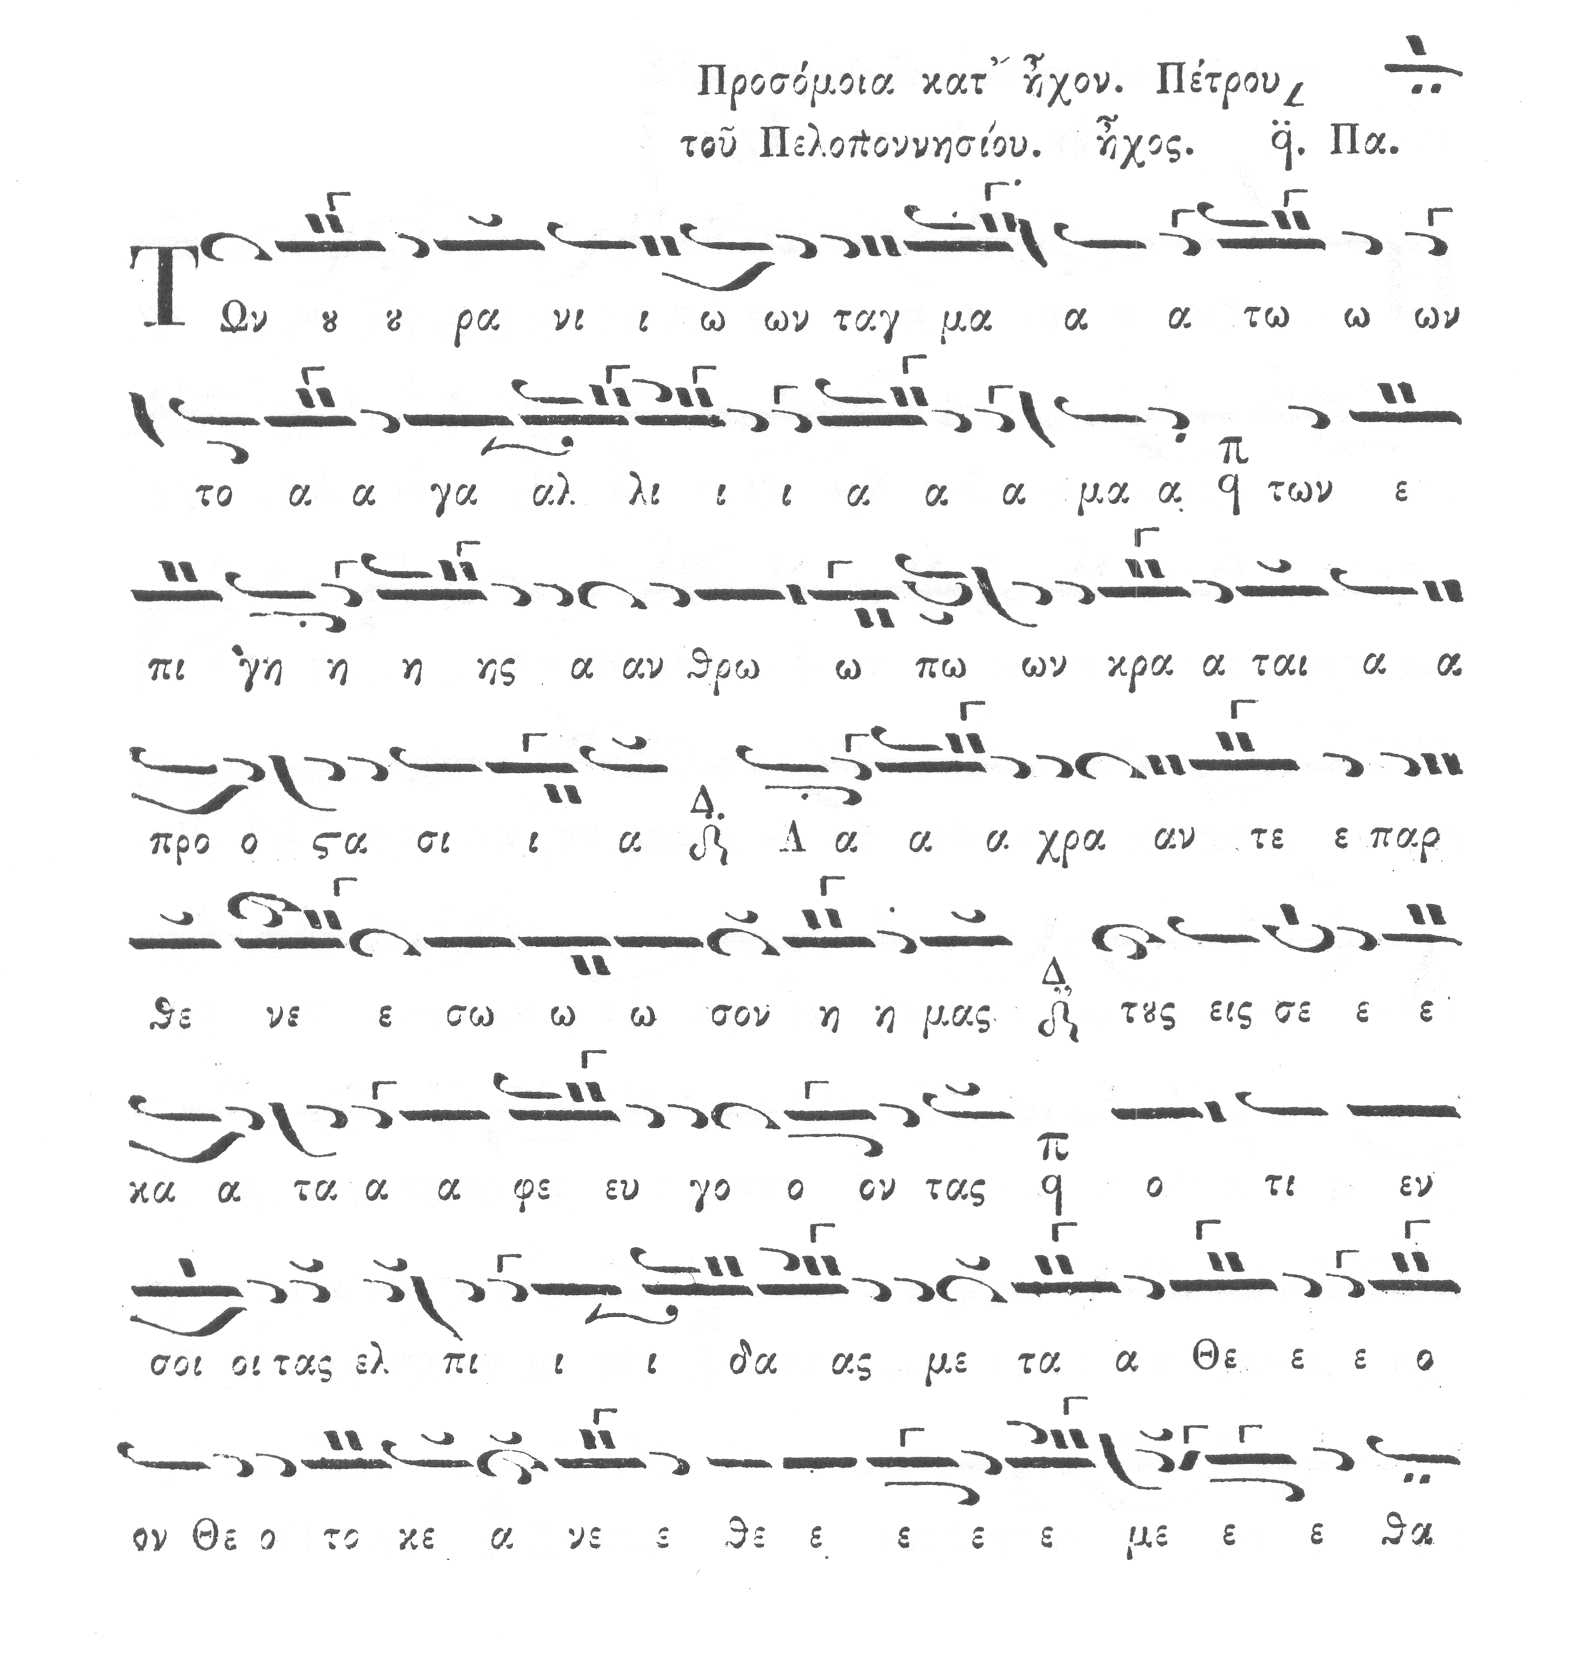 Προσόμοια κατ' ἦχον. Πέτρου
τοῦ Πελοποννησίου. ἦχος. q̈. Πα.
ΤΩν ȣ ȣ ρα νι ι ω ων ταγ μα α α τω ω ων
το α α γα αλ λι ι ι α α α μα α π q των ε
πι γη η η ης α αν θρω ω πω ων κρα α ται α α
προ ο ϛα σι ι α Δ. Α α α α χρα αν τε ε παρ
θε νε ε σω ω ω σον η η μας Δ τȣς εις σε ε ε
κα α τα α α φε ευ γο ο ον τας π q ο τι εν
σοι οι τας ελ πι ι ι δα ας με τα α Θε ε ε ο
ον Θε ο το κε α νε ε θε ε ε ε ε με ε ε θα